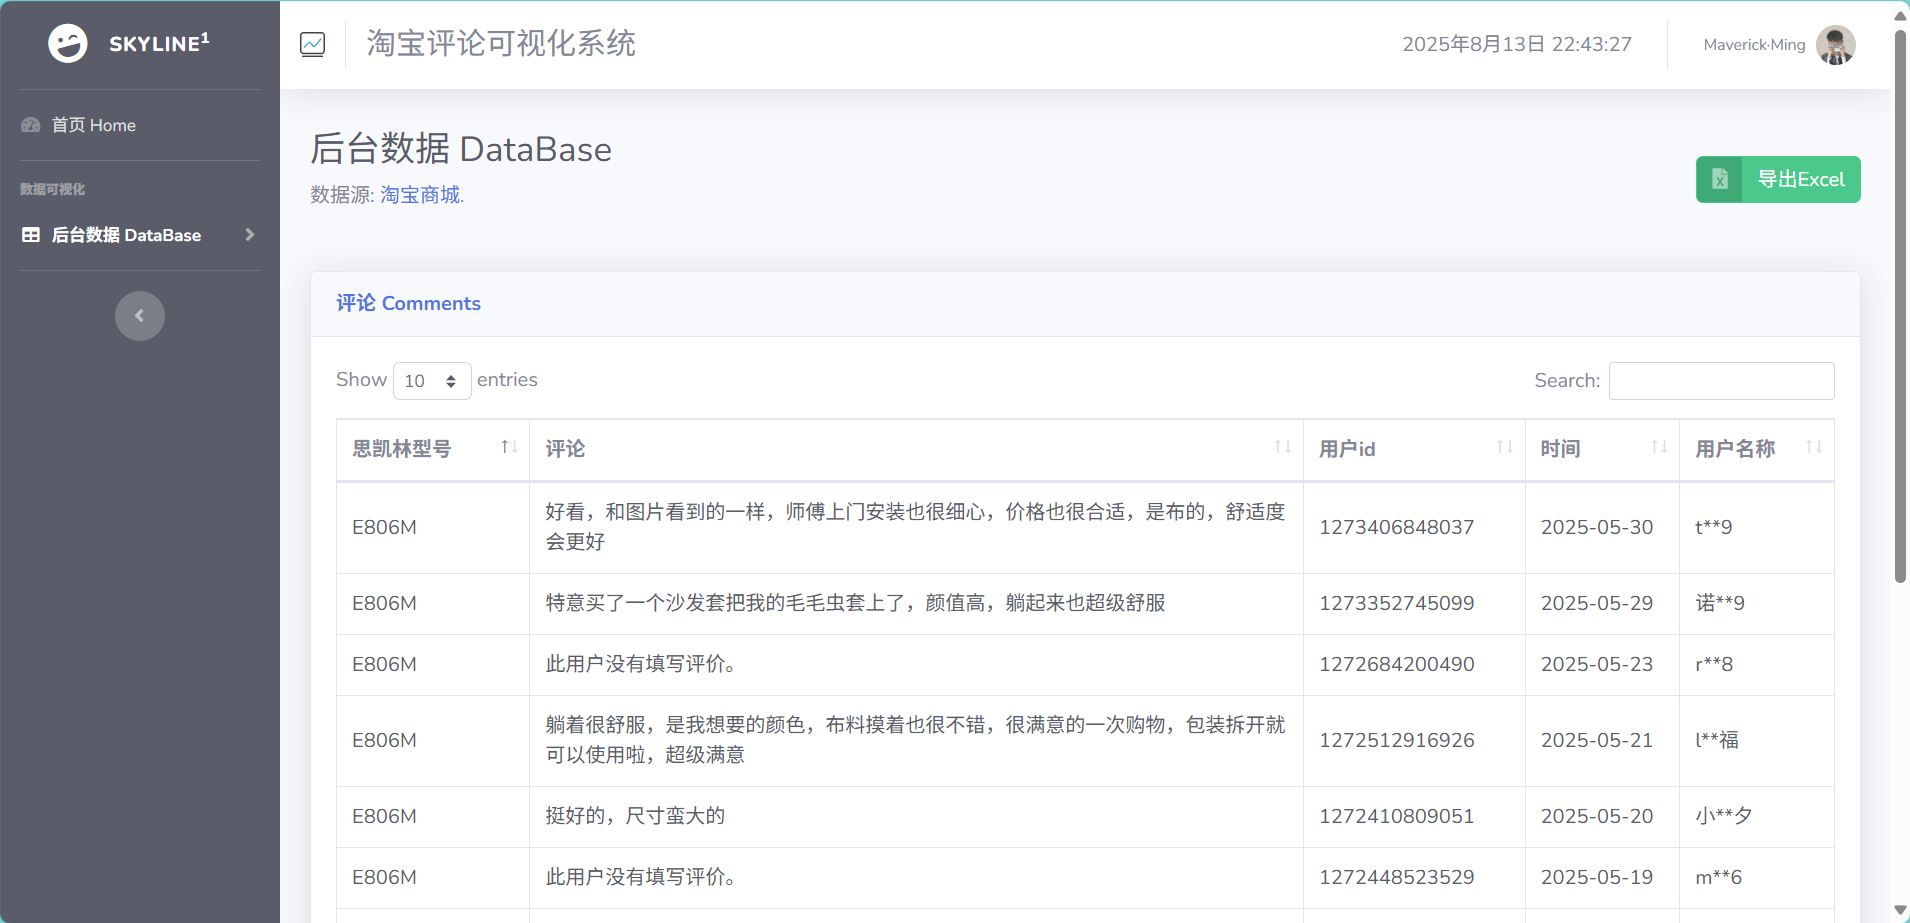 SKYLINE1
淘宝评论可视化系统
2025年8月13日 22:43:27
Maverick·Ming
首页 Home
数据可视化
后台数据 DataBase
后台数据 DataBase
数据源: 淘宝商城.
导出Excel
评论 Comments
Show 10 entries
Search:
思凯林型号 评论 用户id 时间 用户名称
E806M 好看，和图片看到的一样，师傅上门安装也很细心，价格也很合适，是布的，舒适度
会更好 1273406848037 2025-05-30 t**9
E806M 特意买了一个沙发套把我的毛毛虫套上了，颜值高，躺起来也超级舒服 1273352745099 2025-05-29 诺**9
E806M 此用户没有填写评价。 1272684200490 2025-05-23 r**8
E806M 躺着很舒服，是我想要的颜色，布料摸着也很不错，很满意的一次购物，包装拆开就
可以使用啦，超级满意 1272512916926 2025-05-21 l**福
E806M 挺好的，尺寸蛮大的 1272410809051 2025-05-20 小**夕
E806M 此用户没有填写评价。 1272448523529 2025-05-19 m**6